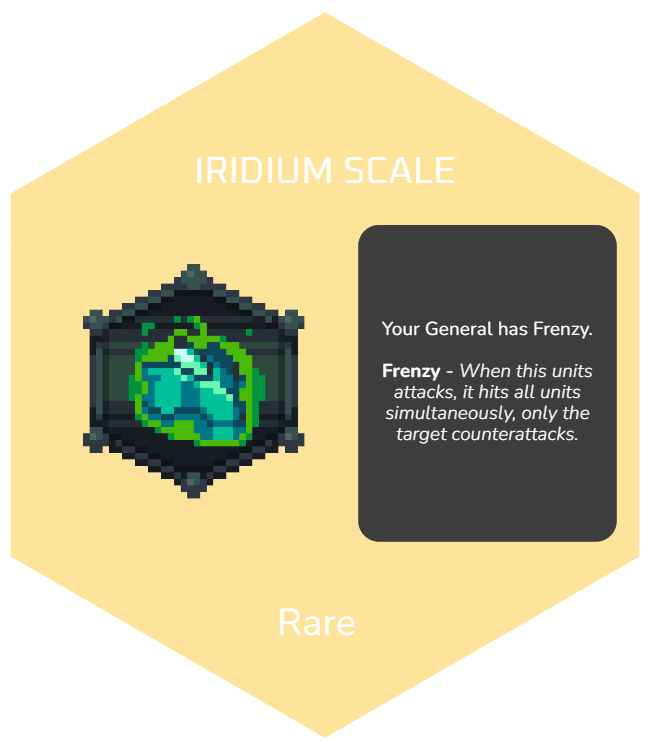 IRIDIUM SCALE
Your General has Frenzy.
Frenzy - When this units
attacks, it hits all units
simultaneously, only the
target counterattacks.
Rare